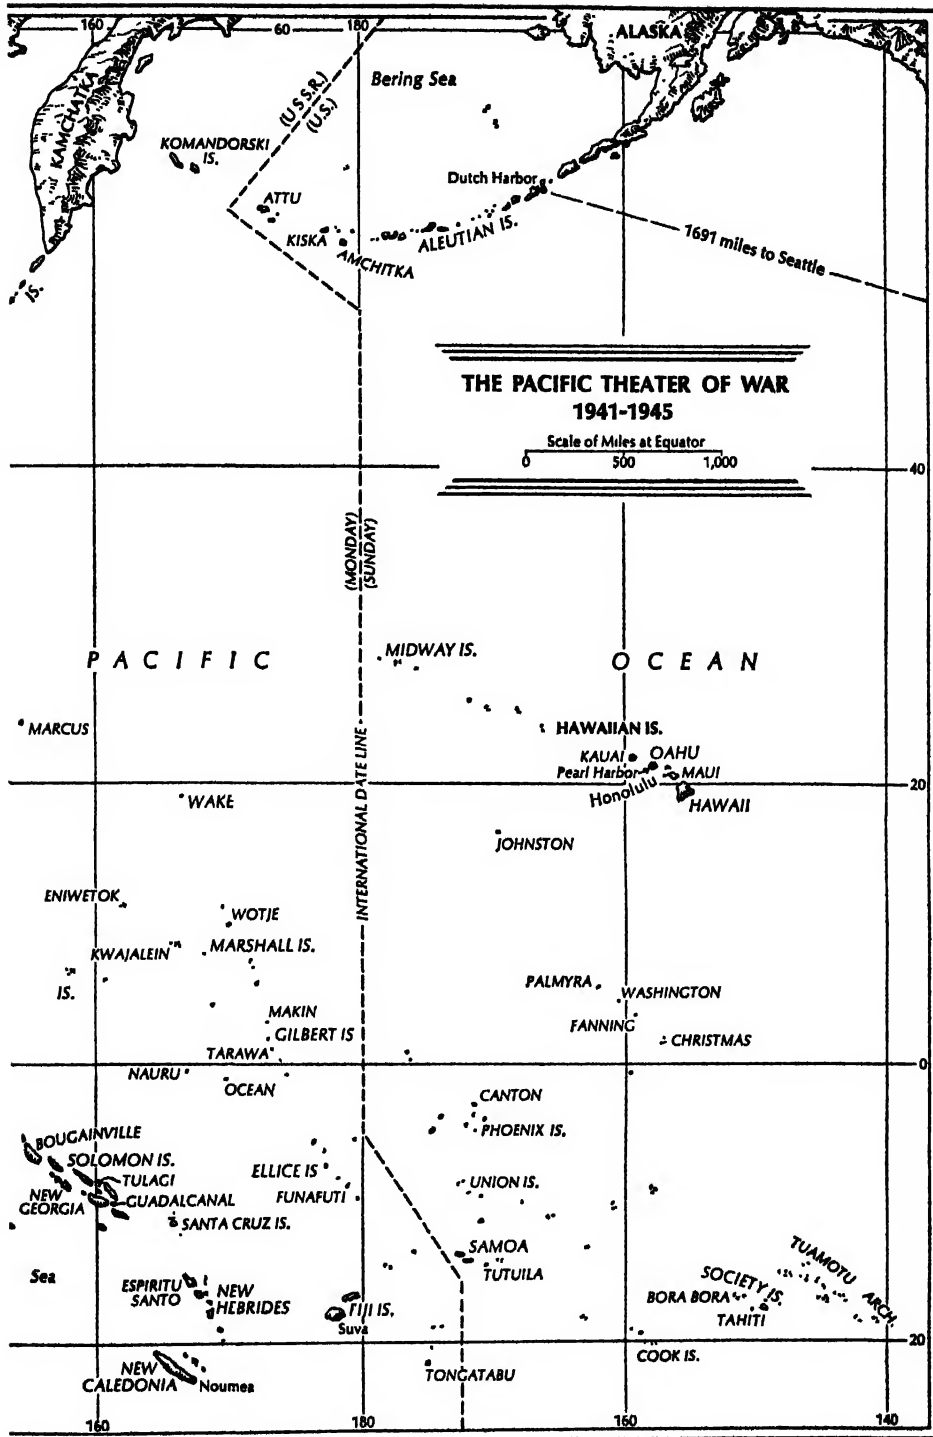 160
60
180
ALASKA
Bering Sea
(U.S.S.R.)
(U.S.)
KAMCHATKA
KOMANDORSKI
IS.
Dutch Harbor
ATTU
KISKA
AMCHITKA
ALEUTIAN IS.
1691 miles to Seattle
IS.
THE PACIFIC THEATER OF WAR
1941-1945
Scale of Miles at Equator
0 500 1,000
40
(MONDAY)
(SUNDAY)
PACIFIC
OCEAN
MIDWAY IS.
MARCUS
HAWAIIAN IS.
KAUAI
OAHU
Pearl Harbor
MAUI
Honolulu
HAWAII
20
INTERNATIONAL DATE LINE
WAKE
JOHNSTON
ENIWETOK
WOTJE
KWAJALEIN
MARSHALL IS.
IS.
PALMYRA
WASHINGTON
MAKIN
FANNING
GILBERT IS
CHRISTMAS
TARAWA
0
NAURU
OCEAN
CANTON
PHOENIX IS.
BOUGAINVILLE
SOLOMON IS.
TULAGI
ELLICE IS
NEW
GEORGIA
GUADALCANAL
FUNAFUTI
UNION IS.
SANTA CRUZ IS.
SAMOA
TUTUILA
Sea
ESPIRITU
SANTO
NEW
HEBRIDES
FIJI IS.
Suva
SOCIETY IS.
TUAMOTU ARCH.
BORA BORA
TAHITI
20
COOK IS.
NEW
CALEDONIA
Noumea
TONGATABU
160
180
160
140